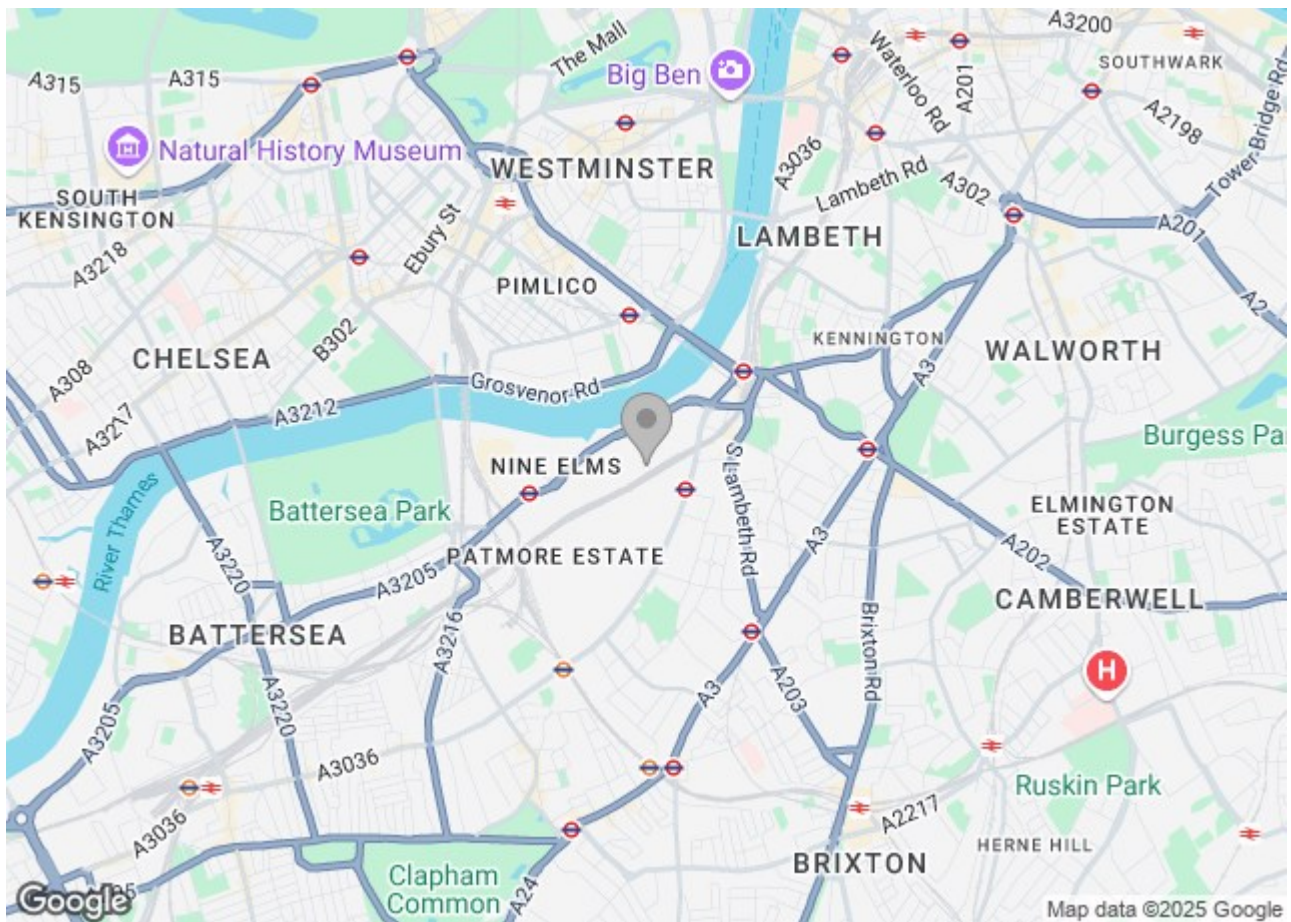 A3200
The Mall
Waterloo Rd
A201
SOUTHWARK
A315
A315
Big Ben
A2198
Tower Bridge Rd
Natural History Museum
WESTMINSTER
A3036
Lambeth Rd
A302
SOUTH
KENSINGTON
A3218
Ebury St
LAMBETH
A201
PIMLICO
A2
B302
KENNINGTON
CHELSEA
WALWORTH
A308
A3
Grosvenor Rd
A3217
A3212
Burgess Pa
NINE ELMS
S Lambeth Rd
River Thames
Battersea Park
ELMINGTON
ESTATE
A3
A202
A3220
PATMORE ESTATE
A3205
CAMBERWELL
BATTERSEA
A3216
Brixton Rd
H
A3
A203
A3220
A3205
A3036
Ruskin Park
A3036
A2217
HERNE HILL
BRIXTON
Clapham
Common
A24
Google
Map data ©2025 Google